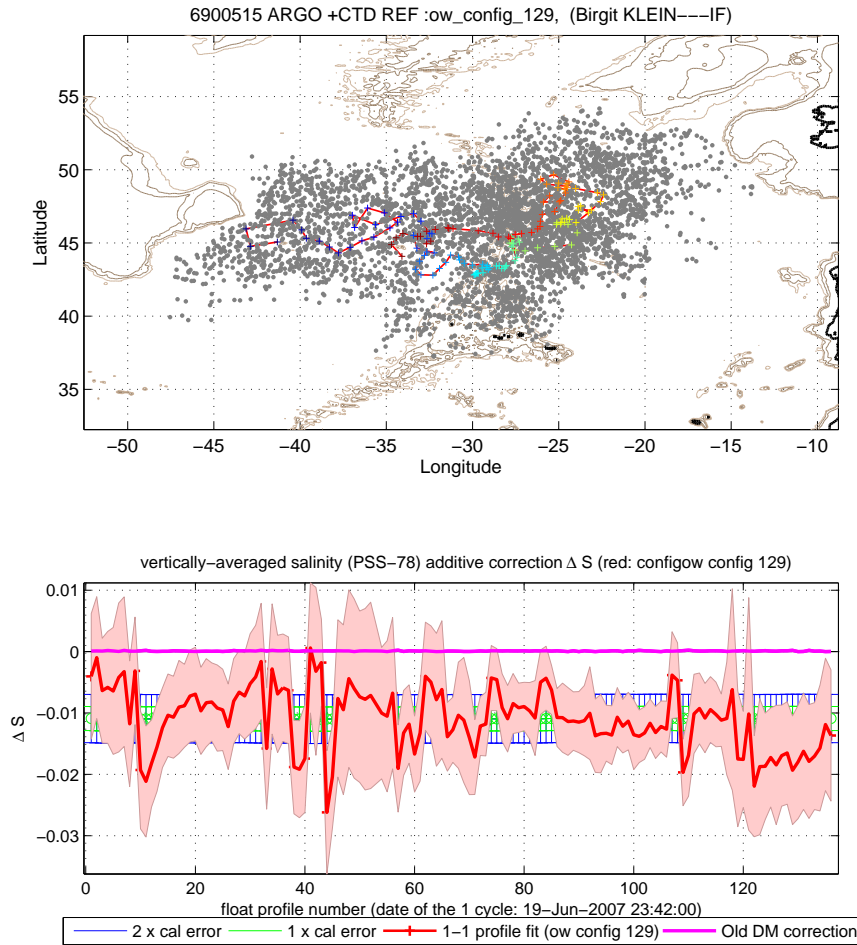 6900515 ARGO +CTD REF :ow_config_129,  (Birgit KLEIN−−−IF)
55
50
45
40
35
Latitude
−50 −45 −40 −35 −30 −25 −20 −15 −10
Longitude
vertically−averaged salinity (PSS−78) additive correction Δ S (red: configow config 129)
0.01
0
−0.01
−0.02
−0.03
Δ S
0 20 40 60 80 100 120
float profile number (date of the 1 cycle: 19−Jun−2007 23:42:00)
2 x cal error 1 x cal error 1−1 profile fit (ow config 129) Old DM correction